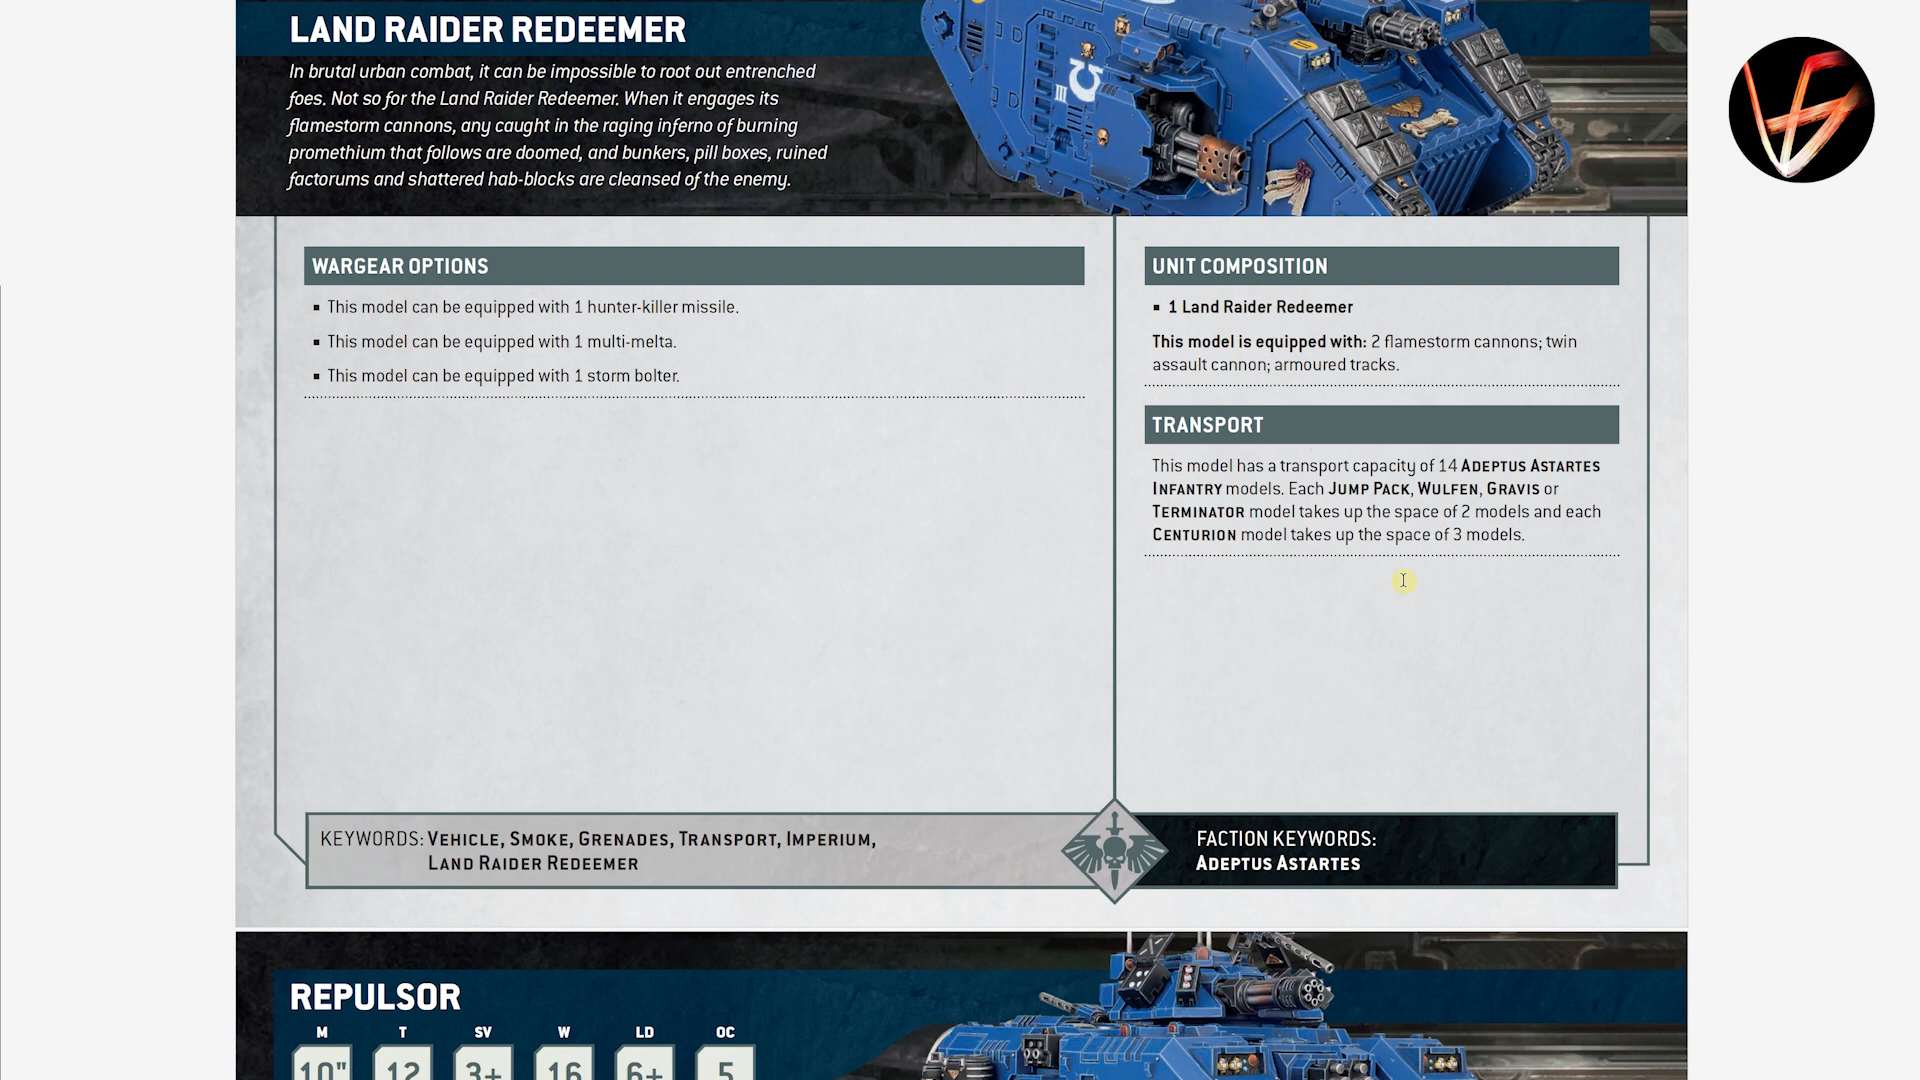 LAND RAIDER REDEEMER
In brutal urban combat, it can be impossible to root out entrenched
foes. Not so for the Land Raider Redeemer. When it engages its
flamestorm cannons, any caught in the raging inferno of burning
promethium that follows are doomed, and bunkers, pill boxes, ruined
factorums and shattered hab-blocks are cleansed of the enemy.
WARGEAR OPTIONS
▪ This model can be equipped with 1 hunter-killer missile.
▪ This model can be equipped with 1 multi-melta.
▪ This model can be equipped with 1 storm bolter.
UNIT COMPOSITION
▪ 1 Land Raider Redeemer
This model is equipped with: 2 flamestorm cannons; twin
assault cannon; armoured tracks.
TRANSPORT
This model has a transport capacity of 14 ADEPTUS ASTARTES
INFANTRY models. Each JUMP PACK, WULFEN, GRAVIS or
TERMINATOR model takes up the space of 2 models and each
CENTURION model takes up the space of 3 models.
KEYWORDS: VEHICLE, SMOKE, GRENADES, TRANSPORT, IMPERIUM,
LAND RAIDER REDEEMER
FACTION KEYWORDS:
ADEPTUS ASTARTES
REPULSOR
M T SV W LD OC
10" 12 3+ 16 6+ 5